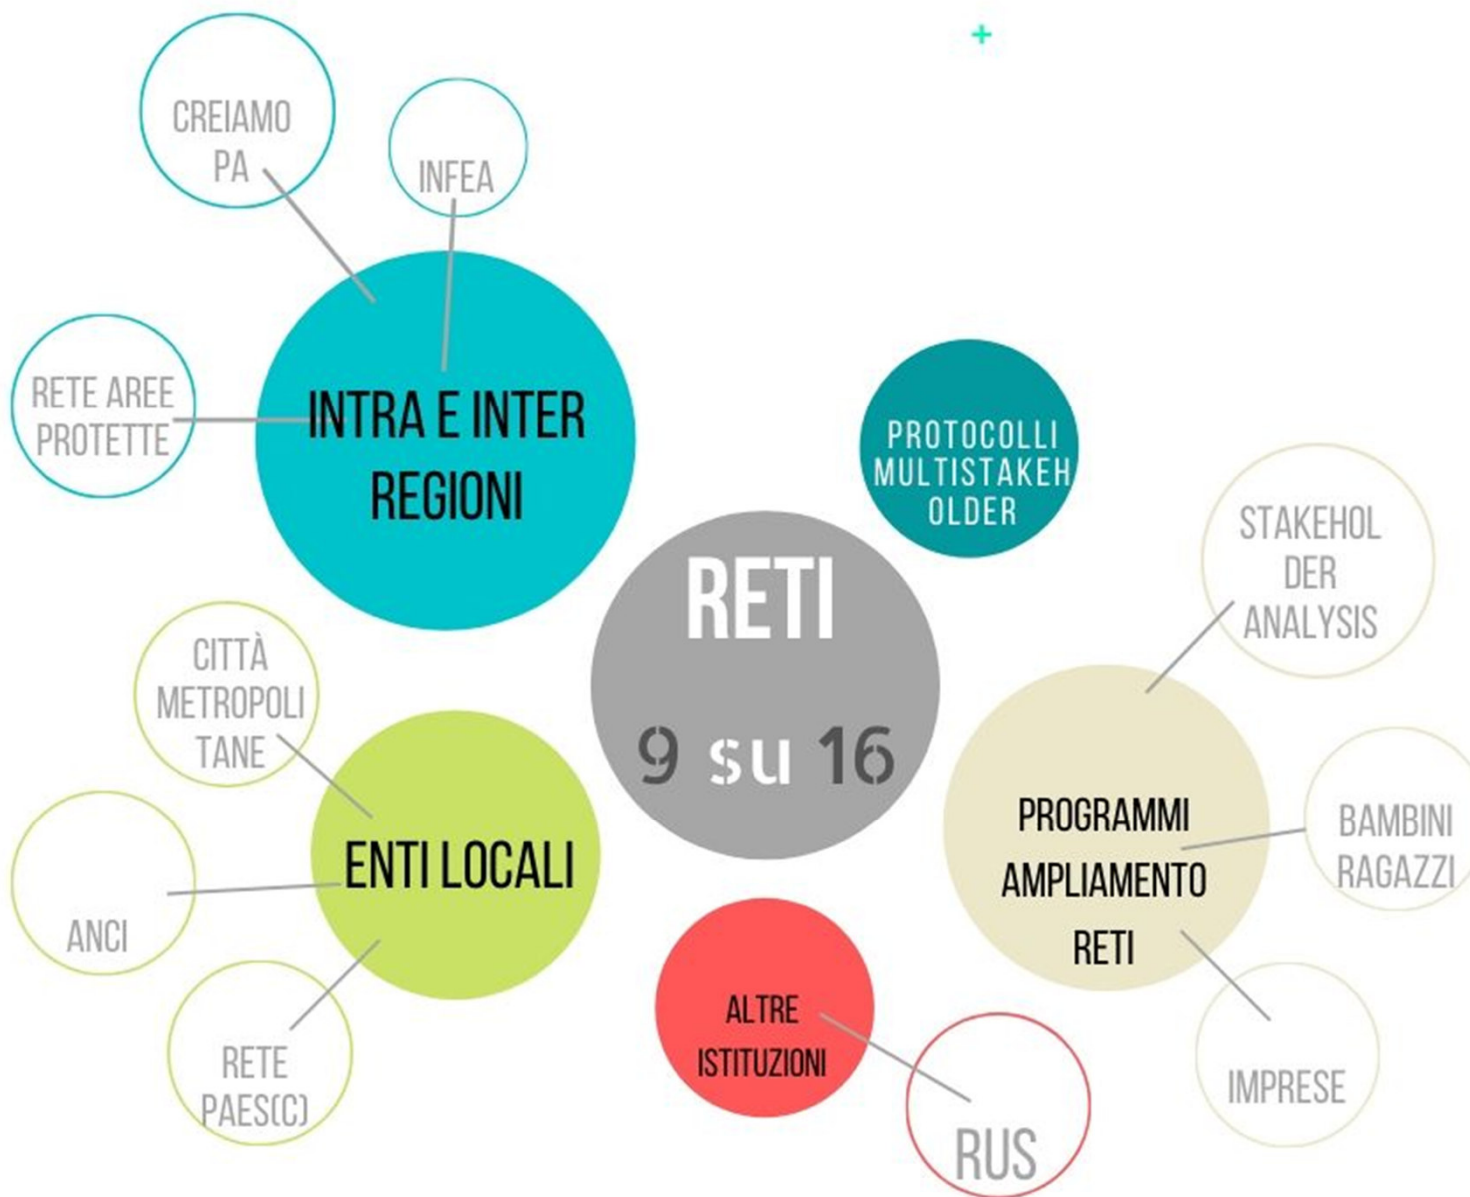 CREIAMO
PA
INFEA
RETE AREE
PROTETTE
INTRA E INTER
REGIONI
PROTOCOLLI
MULTISTAKEH
OLDER
STAKEHOL
DER
ANALYSIS
RETI
9 su 16
CITTÀ
METROPOLI
TANE
ENTI LOCALI
ANCI
RETE
PAES(C)
PROGRAMMI
AMPLIAMENTO
RETI
BAMBINI
RAGAZZI
IMPRESE
ALTRE
ISTITUZIONI
RUS